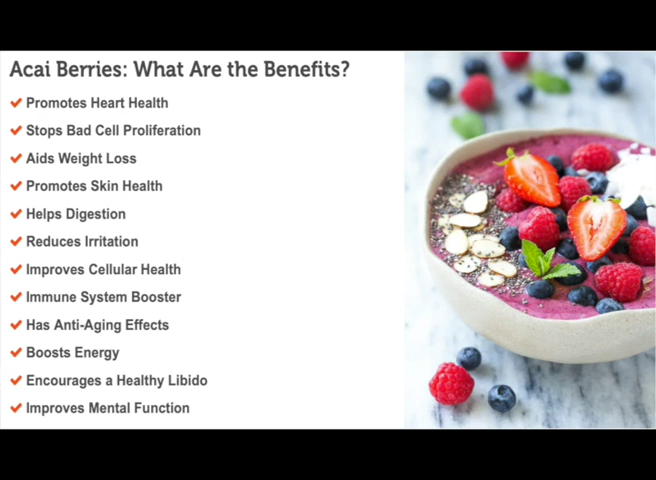 Acai Berries: What Are the Benefits?
Promotes Heart Health
Stops Bad Cell Proliferation
Aids Weight Loss
Promotes Skin Health
Helps Digestion
Reduces Irritation
Improves Cellular Health
Immune System Booster
Has Anti-Aging Effects
Boosts Energy
Encourages a Healthy Libido
Improves Mental Function